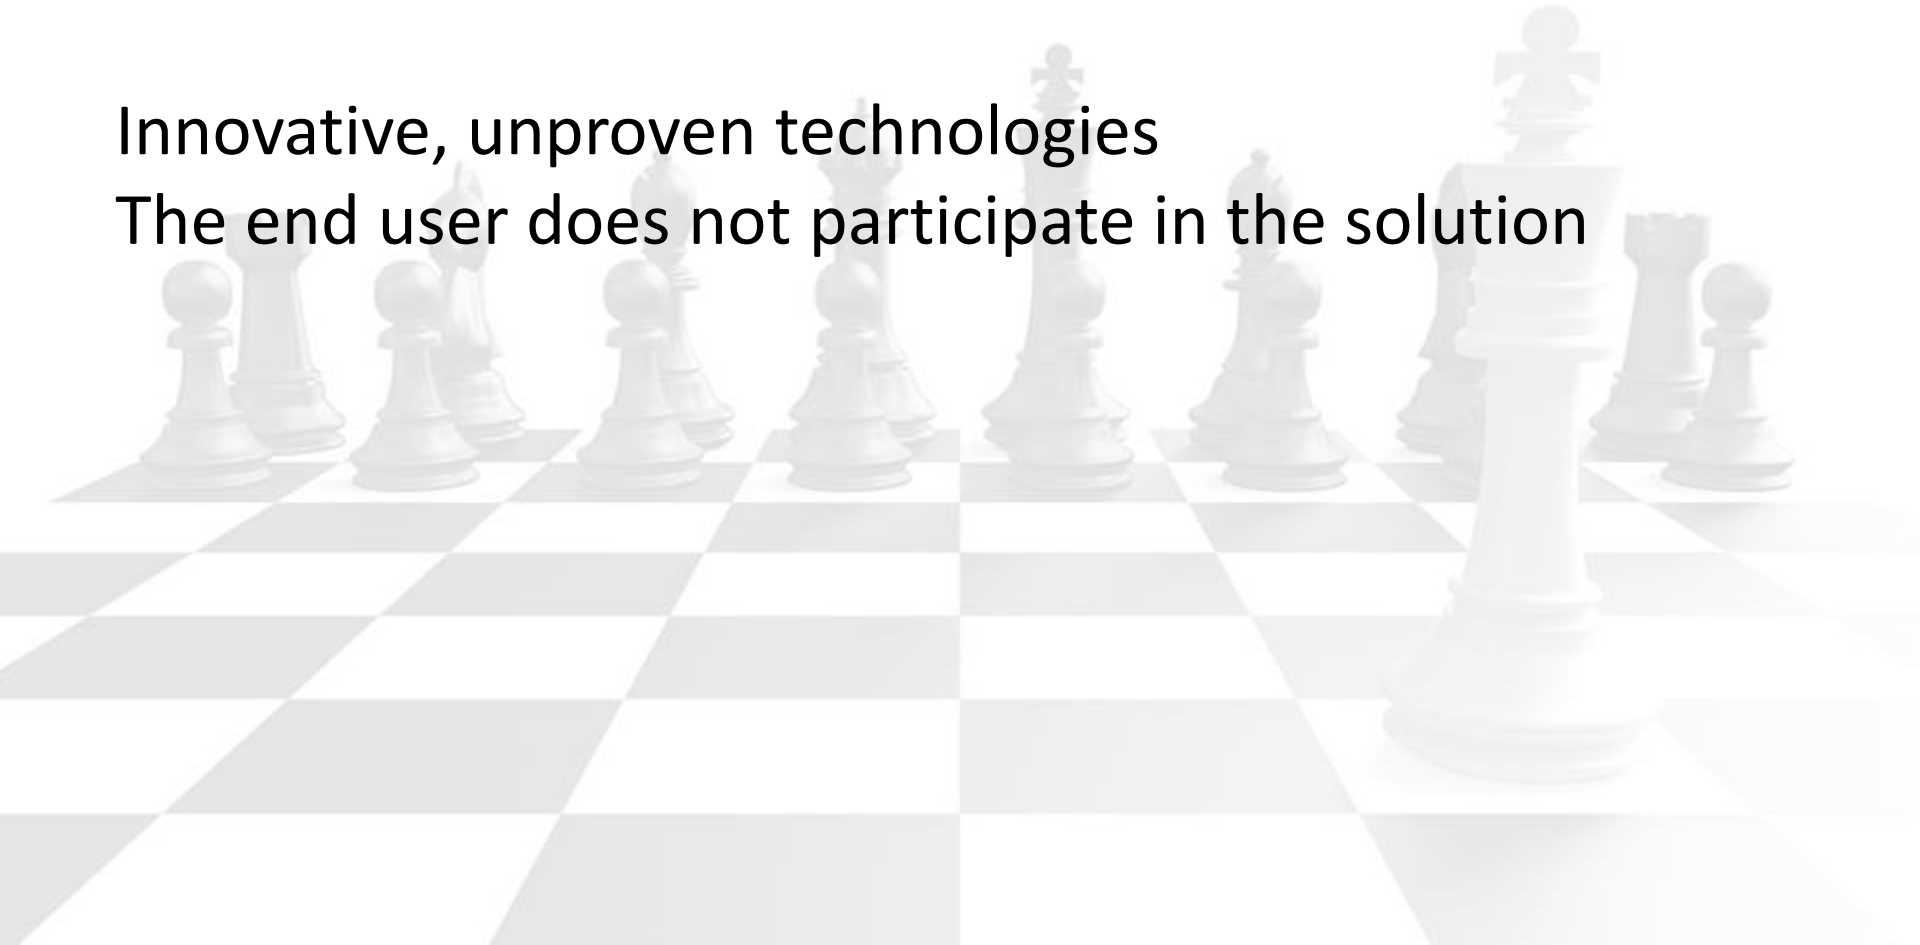 Innovative, unproven technologies
The end user does not participate in the solution